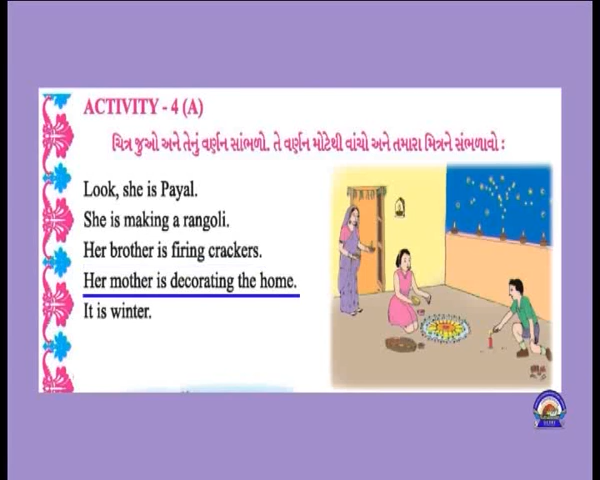 ACTIVITY - 4 (A)
ચિત્ર જુઓ અને તેનું વર્ણન સાંભળો. તે વર્ણન મોટેથી વાંચો અને તમારા મિત્રને સંભળાવો :
Look, she is Payal.
She is making a rangoli.
Her brother is firing crackers.
Her mother is decorating the home.
It is winter.